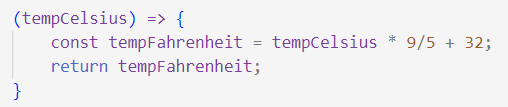 (tempCelsius) => {
    const tempFahrenheit = tempCelsius * 9/5 + 32;
    return tempFahrenheit;
}